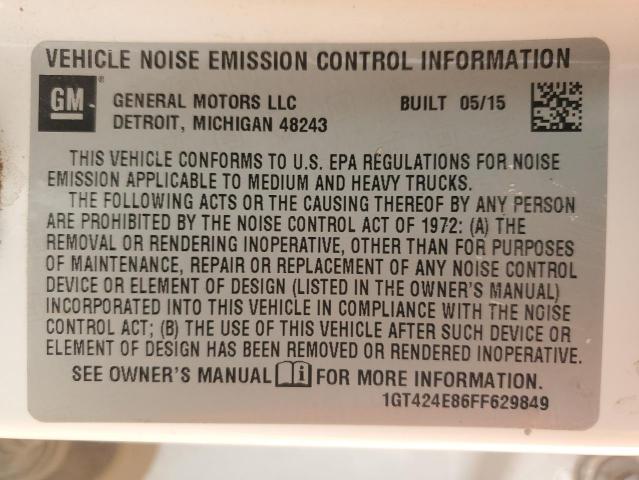 VEHICLE NOISE EMISSION CONTROL INFORMATION
GM ®
GENERAL MOTORS LLC BUILT 05/15
DETROIT, MICHIGAN 48243
THIS VEHICLE CONFORMS TO U.S. EPA REGULATIONS FOR NOISE
EMISSION APPLICABLE TO MEDIUM AND HEAVY TRUCKS.
THE FOLLOWING ACTS OR THE CAUSING THEREOF BY ANY PERSON
ARE PROHIBITED BY THE NOISE CONTROL ACT OF 1972: (A) THE
REMOVAL OR RENDERING INOPERATIVE, OTHER THAN FOR PURPOSES
OF MAINTENANCE, REPAIR OR REPLACEMENT OF ANY NOISE CONTROL
DEVICE OR ELEMENT OF DESIGN (LISTED IN THE OWNER'S MANUAL)
INCORPORATED INTO THIS VEHICLE IN COMPLIANCE WITH THE NOISE
CONTROL ACT; (B) THE USE OF THIS VEHICLE AFTER SUCH DEVICE OR
ELEMENT OF DESIGN HAS BEEN REMOVED OR RENDERED INOPERATIVE.
SEE OWNER'S MANUAL i FOR MORE INFORMATION.
1GT424E86FF629849